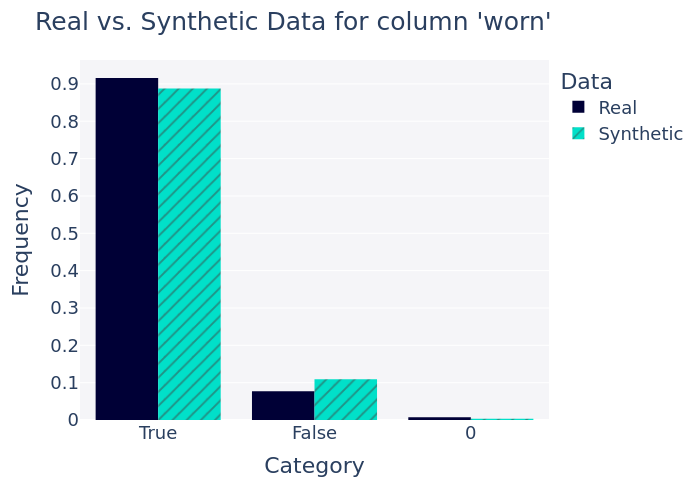 Real vs. Synthetic Data for column 'worn'
Data
Real
Synthetic
Frequency
0.9
0.8
0.7
0.6
0.5
0.4
0.3
0.2
0.1
0
True
False
0
Category